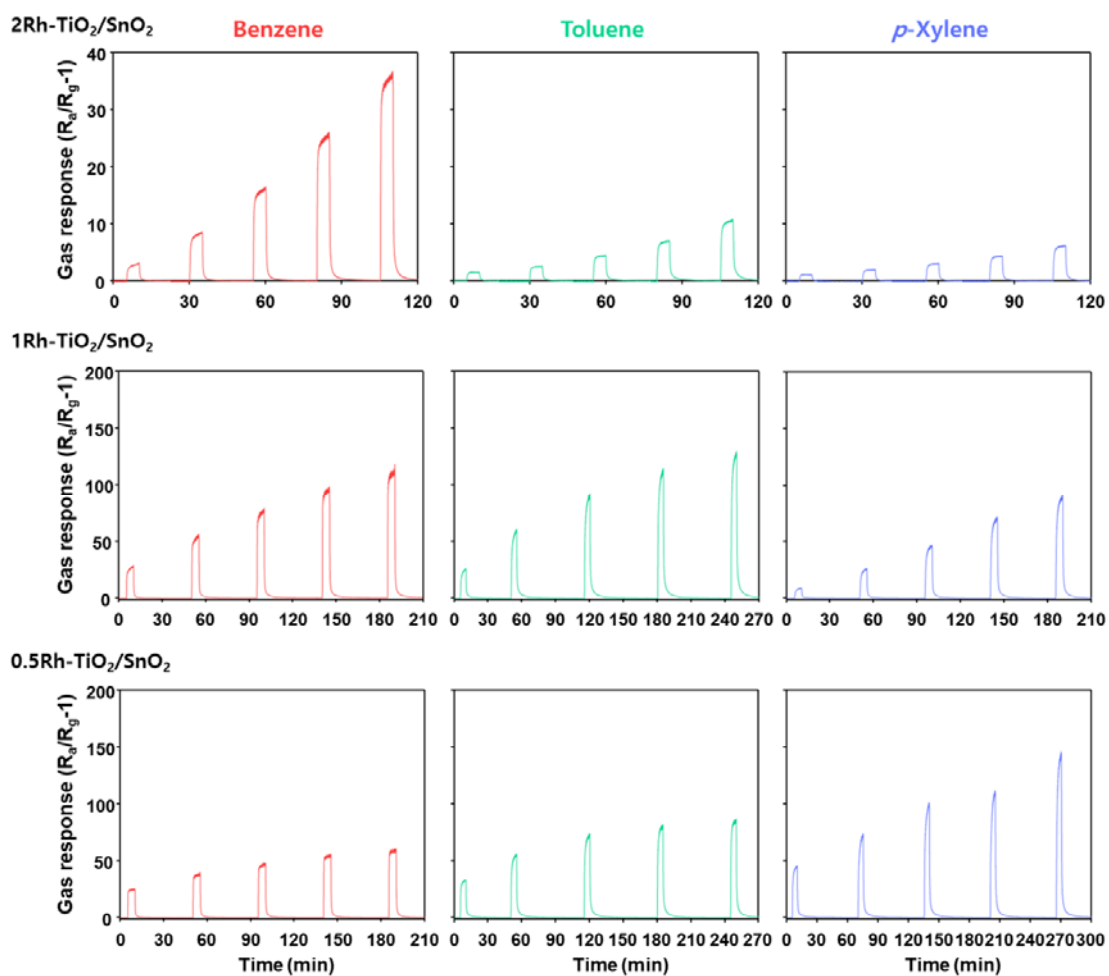 2Rh-TiO₂/SnO₂
Benzene
Toluene
p-Xylene
Gas response (Rₐ/R_g-1)
40
30
20
10
0
0 30 60 90 120
0 30 60 90 120
0 30 60 90 120
1Rh-TiO₂/SnO₂
Gas response (Rₐ/R_g-1)
200
150
100
50
0
0 30 60 90 120 150 180 210
0 30 60 90 120 150 180 210 240 270
0 30 60 90 120 150 180 210
0.5Rh-TiO₂/SnO₂
Gas response (Rₐ/R_g-1)
200
150
100
50
0
0 30 60 90 120 150 180 210
0 30 60 90 120 150 180 210 240 270
0 30 60 90 120 150 180 210 240 270 300
Time (min)
Time (min)
Time (min)